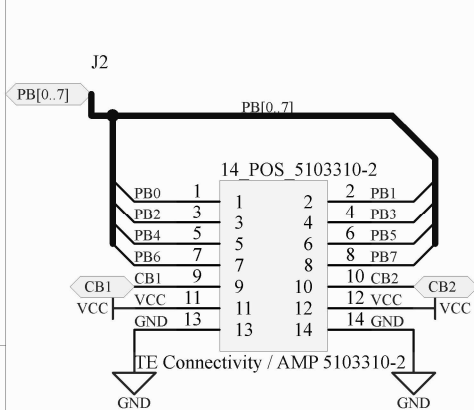 J2
PB[0..7]
PB[0..7]
14_POS_5103310-2
PB0 1 1 2 2 PB1
PB2 3 3 4 4 PB3
PB4 5 5 6 6 PB5
PB6 7 7 8 8 PB7
CB1 CB1 9 9 10 10 CB2 CB2
VCC VCC 11 11 12 12 VCC VCC
GND 13 13 14 14 GND
TE Connectivity / AMP 5103310-2
GND GND